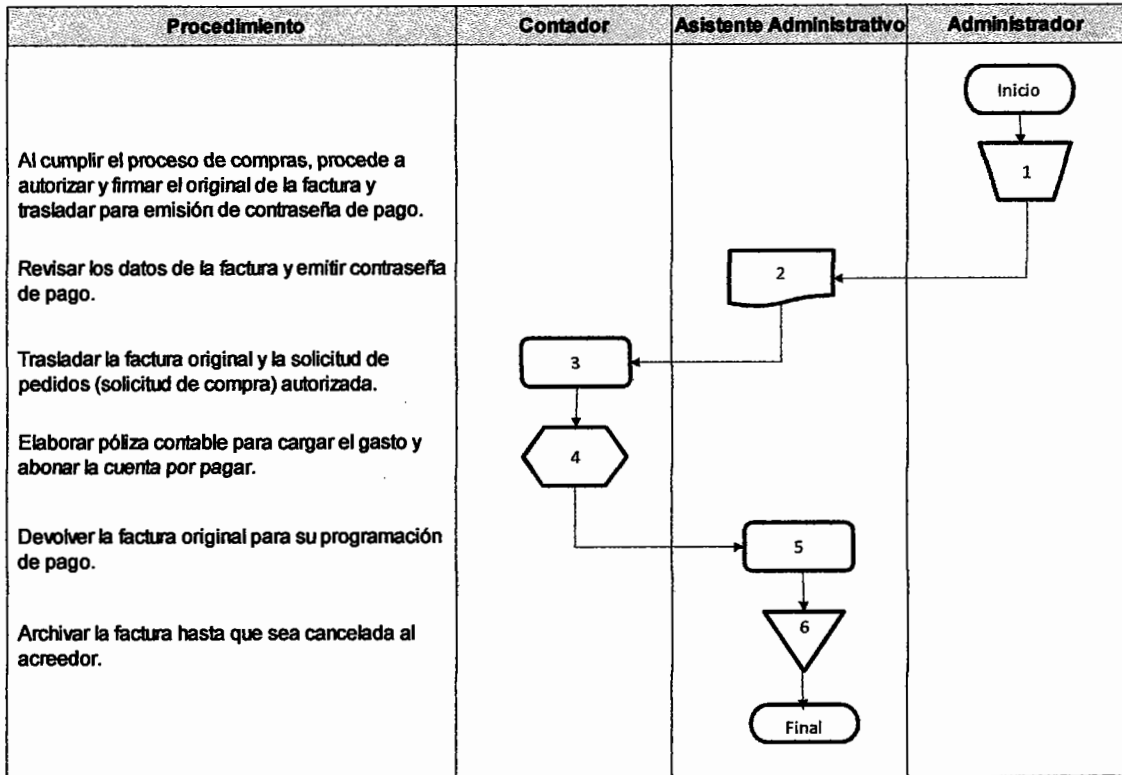 Procedimiento Contador Asistente Administrativo Administrador
Inicio
Al cumplir el proceso de compras, procede a
autorizar y firmar el original de la factura y
trasladar para emisión de contraseña de pago.
1
Revisar los datos de la factura y emitir contraseña
de pago.
2
Trasladar la factura original y la solicitud de
pedidos (solicitud de compra) autorizada.
3
Elaborar póliza contable para cargar el gasto y
abonar la cuenta por pagar.
4
Devolver la factura original para su programación
de pago.
5
Archivar la factura hasta que sea cancelada al
acreedor.
6
Final